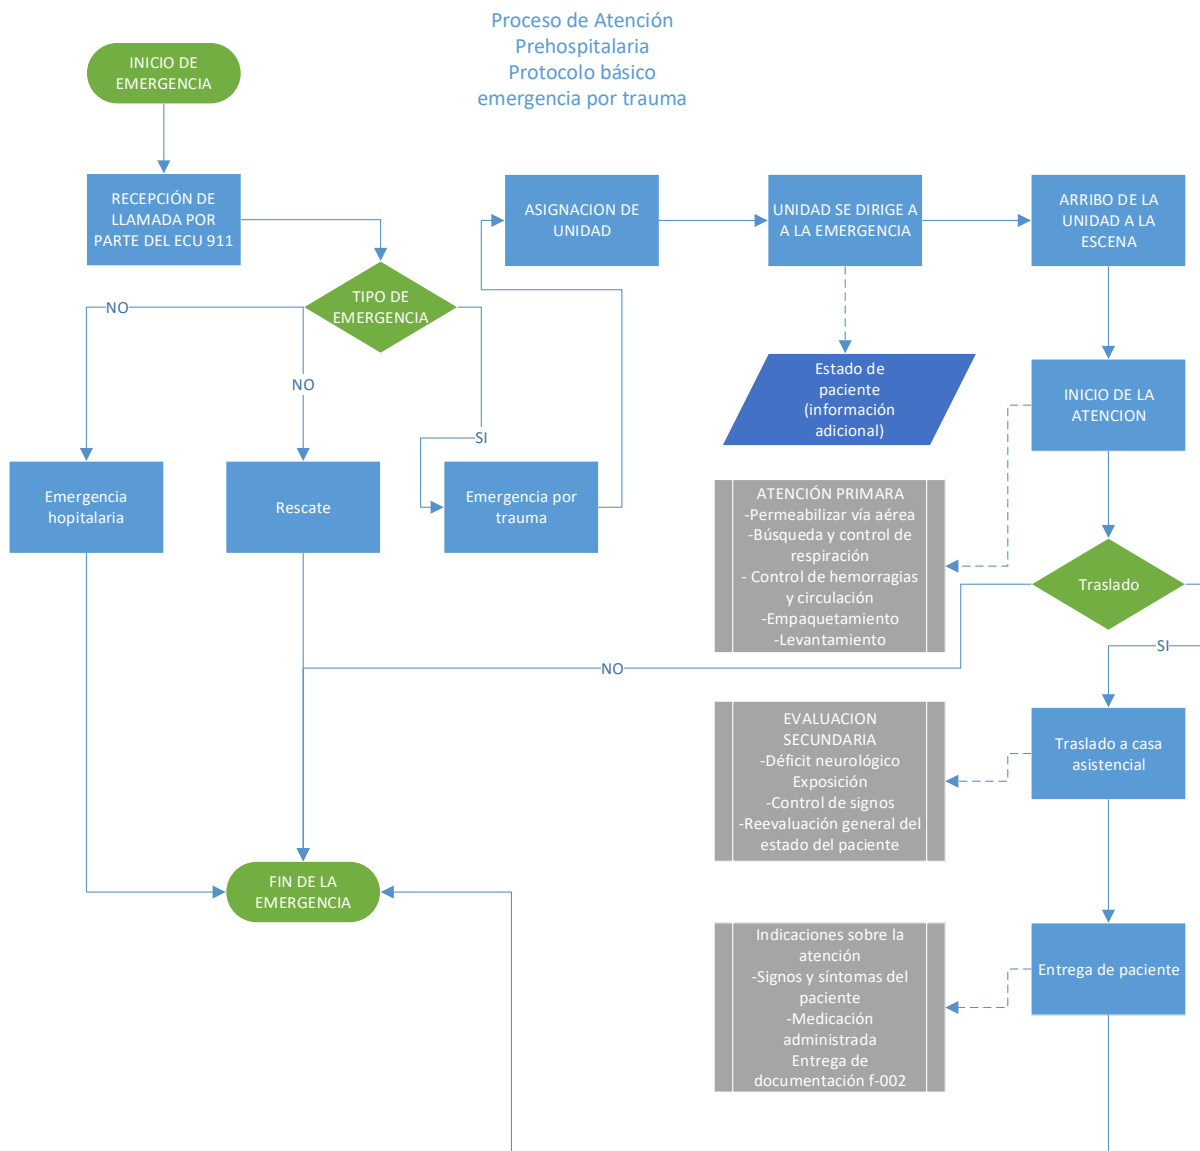 Proceso de Atención
Prehospitalaria
Protocolo básico
emergencia por trauma
INICIO DE
EMERGENCIA
RECEPCIÓN DE
LLAMADA POR
PARTE DEL ECU 911
ASIGNACION DE
UNIDAD
UNIDAD SE DIRIGE A
A LA EMERGENCIA
ARRIBO DE LA
UNIDAD A LA
ESCENA
TIPO DE
EMERGENCIA
NO
NO
SI
Estado de
paciente
(información
adicional)
INICIO DE LA
ATENCION
Emergencia
hopitalaria
Rescate
Emergencia por
trauma
ATENCIÓN PRIMARA
-Permeabilizar vía aérea
-Búsqueda y control de
respiración
- Control de hemorragias
y circulación
-Empaquetamiento
-Levantamiento
Traslado
NO
SI
EVALUACION
SECUNDARIA
-Déficit neurológico
Exposición
-Control de signos
-Reevaluación general del
estado del paciente
Traslado a casa
asistencial
FIN DE LA
EMERGENCIA
Indicaciones sobre la
atención
-Signos y síntomas del
paciente
-Medicación
administrada
Entrega de
documentación f-002
Entrega de paciente